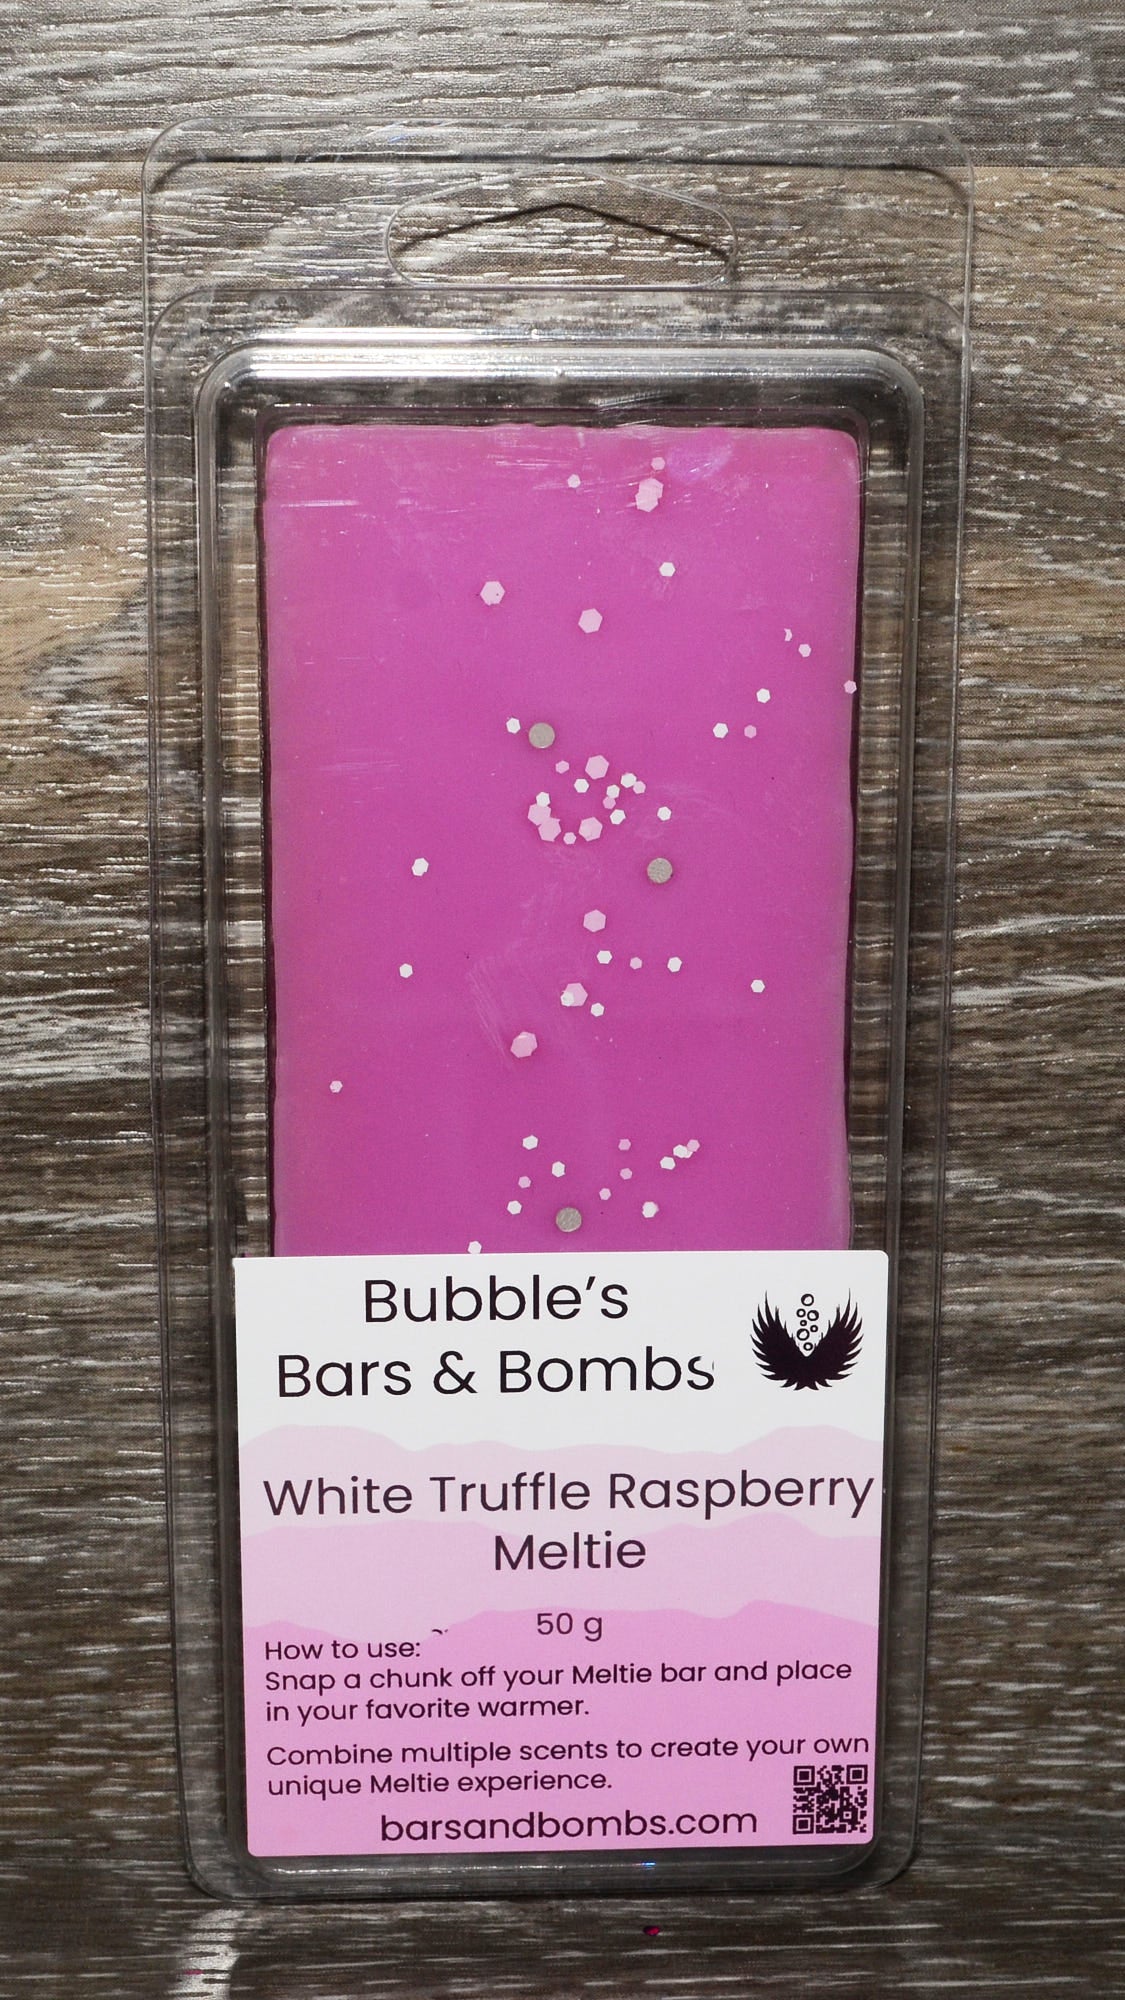 Bubble's
Bars & Bombs
White Truffle Raspberry
Meltie
50 g
How to use:
Snap a chunk off your Meltie bar and place
in your favorite warmer.
Combine multiple scents to create your own
unique Meltie experience.
barsandbombs.com